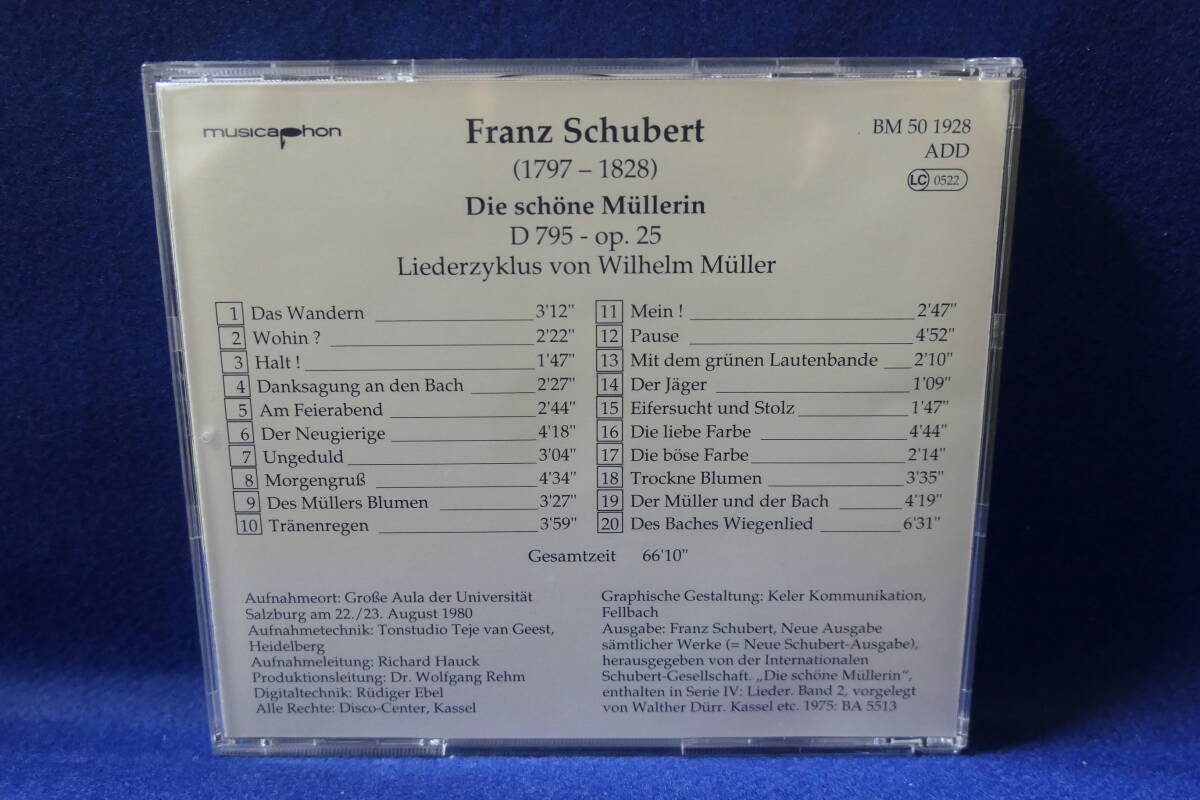 musicaphon
Franz Schubert
(1797 – 1828)
BM 50 1928
ADD
LC 0522
Die schöne Müllerin
D 795 - op. 25
Liederzyklus von Wilhelm Müller
1 Das Wandern 3'12"
2 Wohin ? 2'22"
3 Halt ! 1'47"
4 Danksagung an den Bach 2'27"
5 Am Feierabend 2'44"
6 Der Neugierige 4'18"
7 Ungeduld 3'04"
8 Morgengruß 4'34"
9 Des Müllers Blumen 3'27"
10 Tränenregen 3'59"
11 Mein ! 2'47"
12 Pause 4'52"
13 Mit dem grünen Lautenbande 2'10"
14 Der Jäger 1'09"
15 Eifersucht und Stolz 1'47"
16 Die liebe Farbe 4'44"
17 Die böse Farbe 2'14"
18 Trockne Blumen 3'35"
19 Der Müller und der Bach 4'19"
20 Des Baches Wiegenlied 6'31"
Gesamtzeit 66'10"
Aufnahmeort: Große Aula der Universität
Salzburg am 22./23. August 1980
Aufnahmetechnik: Tonstudio Teje van Geest,
Heidelberg
Aufnahmeleitung: Richard Hauck
Produktionsleitung: Dr. Wolfgang Rehm
Digitaltechnik: Rüdiger Ebel
Alle Rechte: Disco-Center, Kassel
Graphische Gestaltung: Keler Kommunikation,
Fellbach
Ausgabe: Franz Schubert, Neue Ausgabe
sämtlicher Werke (= Neue Schubert-Ausgabe),
herausgegeben von der Internationalen
Schubert-Gesellschaft. „Die schöne Müllerin",
enthalten in Serie IV: Lieder. Band 2, vorgelegt
von Walther Dürr. Kassel etc. 1975: BA 5513